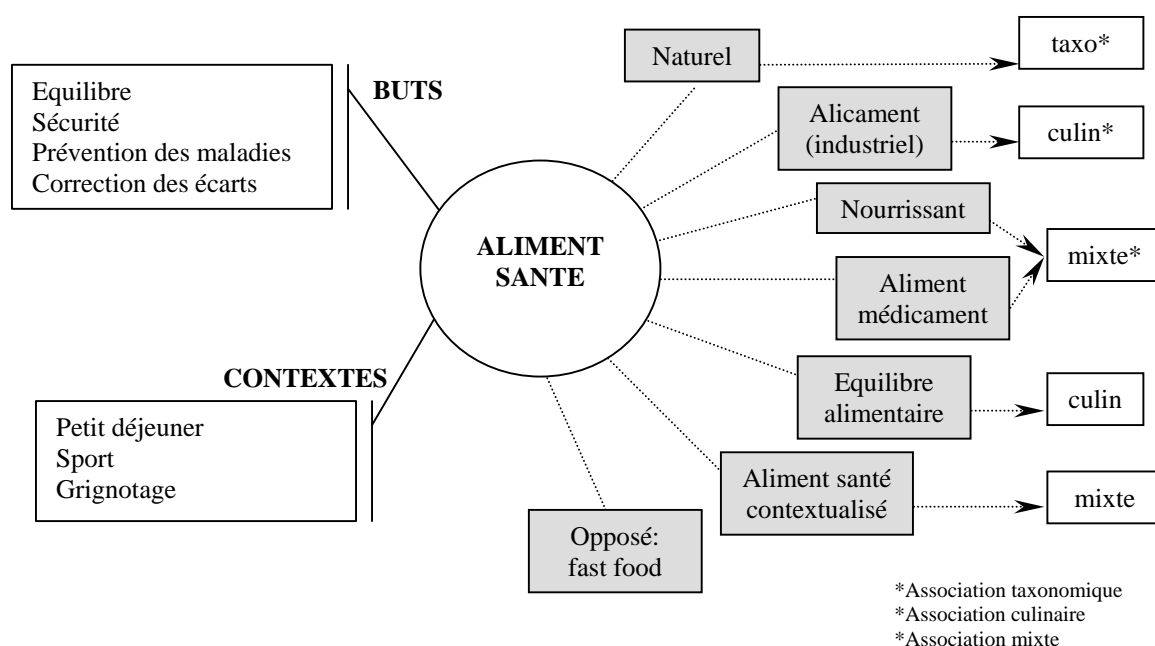 BUTS
Equilibre
Sécurité
Prévention des maladies
Correction des écarts
CONTEXTES
Petit déjeuner
Sport
Grignotage
ALIMENT
SANTE
Naturel
taxo*
Alicament
(industriel)
culin*
Nourrissant
mixte*
Aliment
médicament
Equilibre
alimentaire
culin
Aliment santé
contextualisé
mixte
Opposé:
fast food
*Association taxonomique
*Association culinaire
*Association mixte